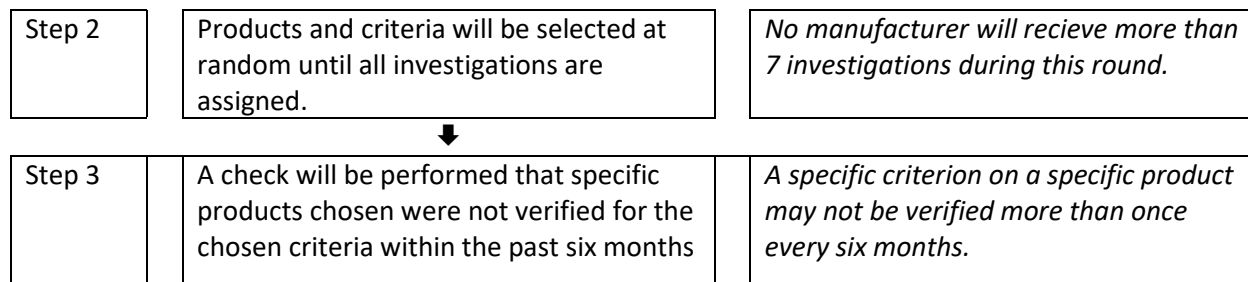 Step 2
Products and criteria will be selected at
random until all investigations are
assigned.
No manufacturer will recieve more than
7 investigations during this round.
Step 3
A check will be performed that specific
products chosen were not verified for the
chosen criteria within the past six months
A specific criterion on a specific product
may not be verified more than once
every six months.